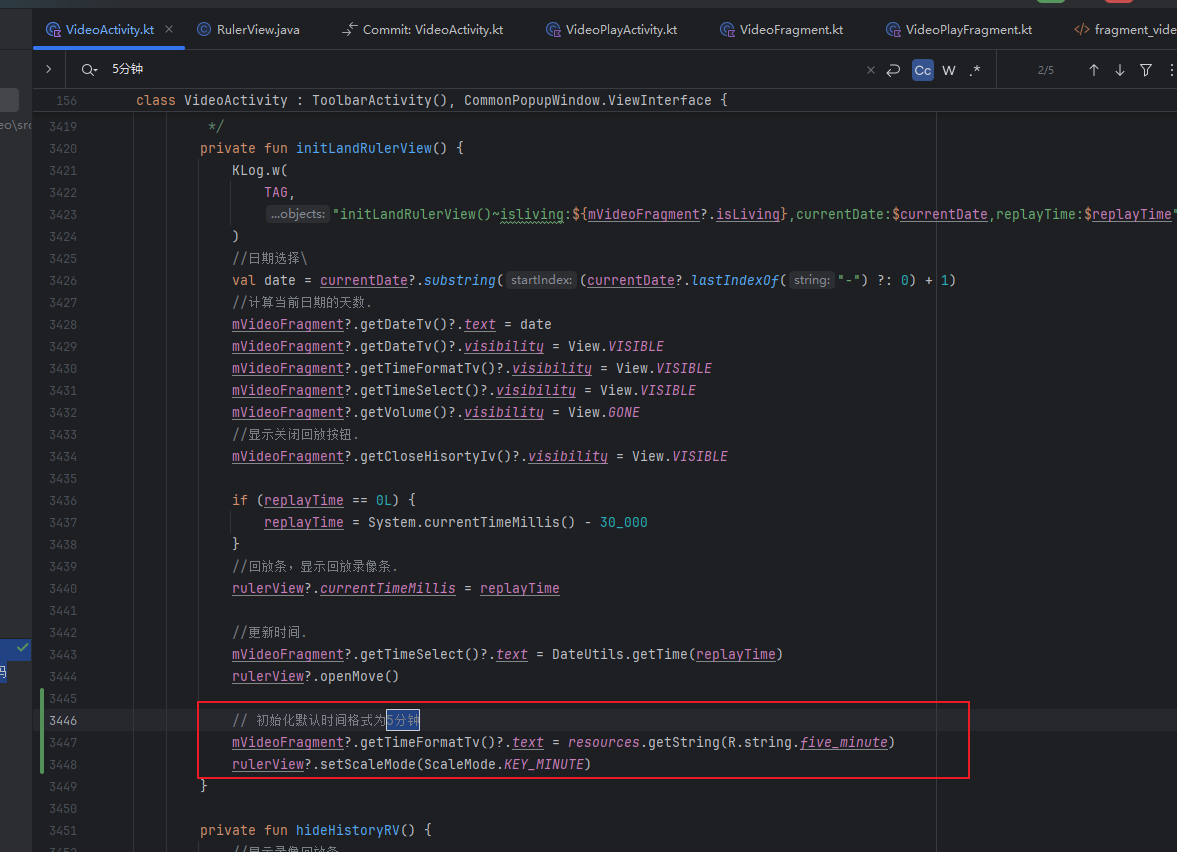 VideoActivity.kt
RulerView.java
Commit: VideoActivity.kt
VideoPlayActivity.kt
VideoFragment.kt
VideoPlayFragment.kt
fragment_vide
5分钟
Cc W .*
2/5
156 class VideoActivity : ToolbarActivity(), CommonPopupWindow.ViewInterface {
eo\src
3419 */
3420 private fun initLandRulerView() {
3421 KLog.w(
3422 TAG,
3423 ...objects: "initLandRulerView()~isliving:${mVideoFragment?.isLiving},currentDate:$currentDate,replayTime:$replayTime"
3424 )
3425 //日期选择\
3426 val date = currentDate?.substring( startIndex: (currentDate?.lastIndexOf( string: "-") ?: 0) + 1)
3427 //计算当前日期的天数.
3428 mVideoFragment?.getDateTv()?.text = date
3429 mVideoFragment?.getDateTv()?.visibility = View.VISIBLE
3430 mVideoFragment?.getTimeFormatTv()?.visibility = View.VISIBLE
3431 mVideoFragment?.getTimeSelect()?.visibility = View.VISIBLE
3432 mVideoFragment?.getVolume()?.visibility = View.GONE
3433 //显示关闭回放按钮.
3434 mVideoFragment?.getCloseHisortyIv()?.visibility = View.VISIBLE
3435
3436 if (replayTime == 0L) {
3437 replayTime = System.currentTimeMillis() - 30_000
3438 }
3439 //回放条，显示回放录像条.
3440 rulerView?.currentTimeMillis = replayTime
3441
3442 //更新时间.
3443 mVideoFragment?.getTimeSelect()?.text = DateUtils.getTime(replayTime)
3444 rulerView?.openMove()
3445
3446 // 初始化默认时间格式为5分钟
3447 mVideoFragment?.getTimeFormatTv()?.text = resources.getString(R.string.five_minute)
3448 rulerView?.setScaleMode(ScaleMode.KEY_MINUTE)
3449 }
3450
3451 private fun hideHistoryRV() {
3452 //显示录像回放条